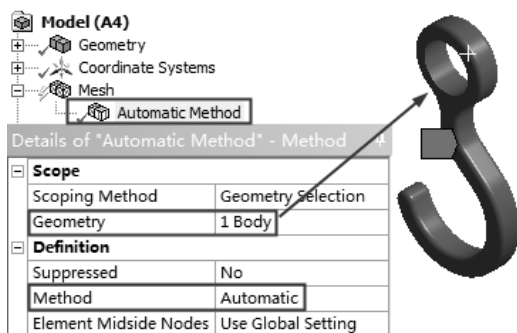 Model (A4)
Geometry
Coordinate Systems
Mesh
Automatic Method
Details of "Automatic Method" - Method
Scope
Scoping Method Geometry Selection
Geometry 1 Body
Definition
Suppressed No
Method Automatic
Element Midside Nodes Use Global Setting